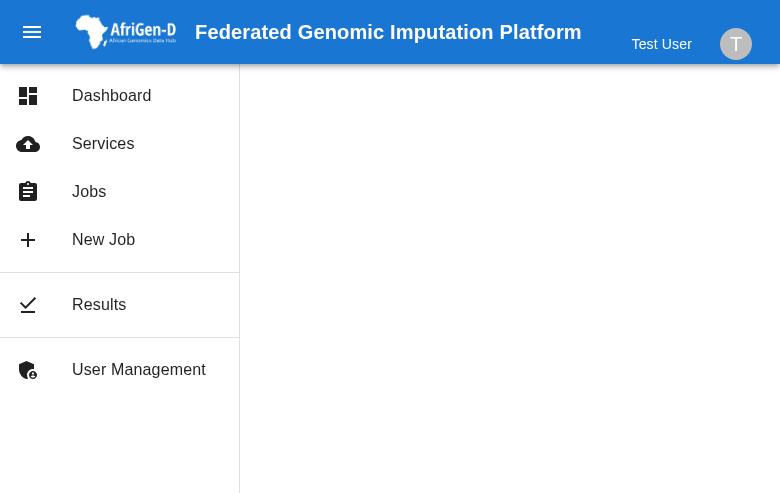 AfriGen-D
African Genomics Data Hub
Federated Genomic Imputation Platform
Test User
T
Dashboard
Services
Jobs
New Job
Results
User Management